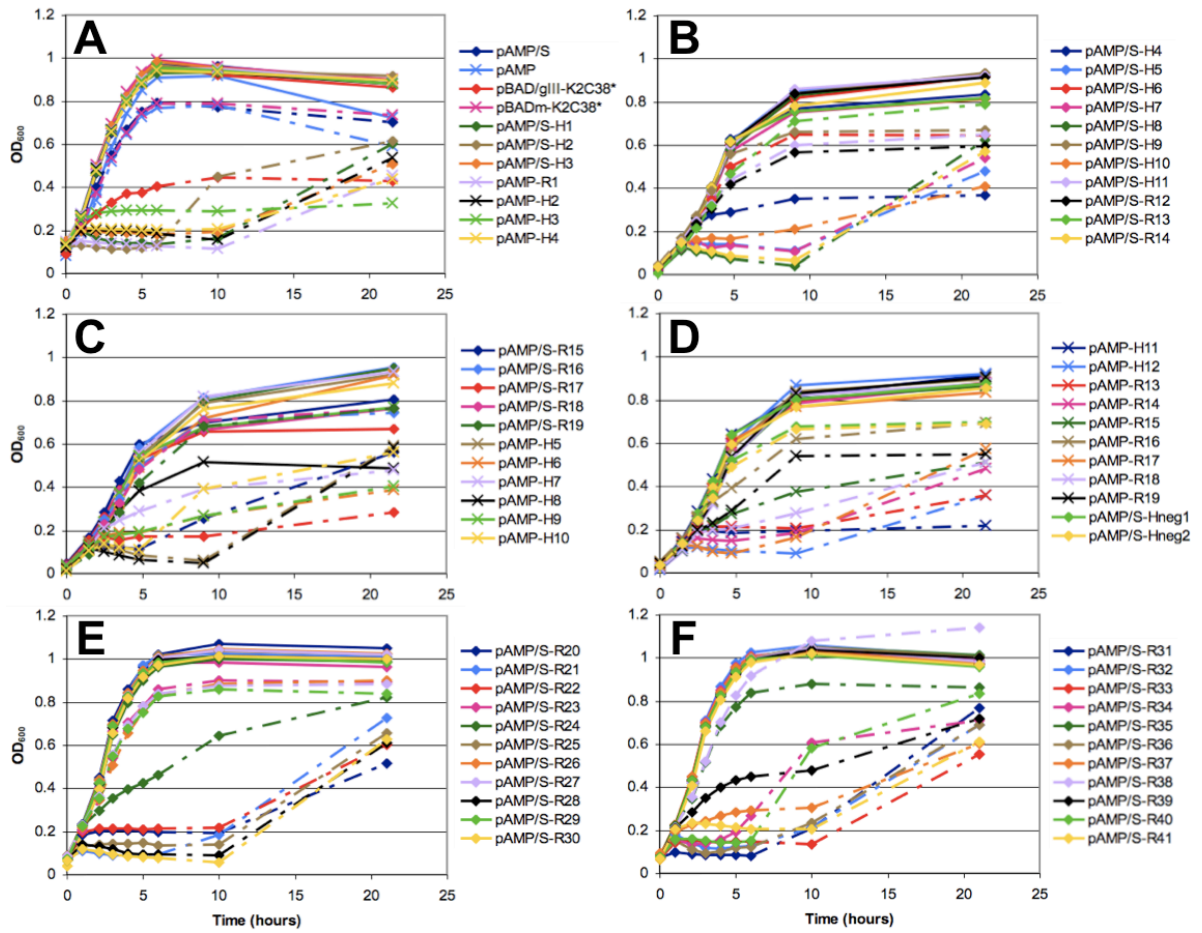 A
1.2
1
0.8
0.6
0.4
0.2
0
OD600
0 5 10 15 20 25
pAMP/S
pAMP
pBAD/gIII-K2C38*
pBADm-K2C38*
pAMP/S-H1
pAMP/S-H2
pAMP/S-H3
pAMP-R1
pAMP-H2
pAMP-H3
pAMP-H4
B
1.2
1
0.8
0.6
0.4
0.2
0
0 5 10 15 20 25
pAMP/S-H4
pAMP/S-H5
pAMP/S-H6
pAMP/S-H7
pAMP/S-H8
pAMP/S-H9
pAMP/S-H10
pAMP/S-H11
pAMP/S-R12
pAMP/S-R13
pAMP/S-R14
C
1.2
1
0.8
0.6
0.4
0.2
0
OD600
0 5 10 15 20 25
pAMP/S-R15
pAMP/S-R16
pAMP/S-R17
pAMP/S-R18
pAMP/S-R19
pAMP-H5
pAMP-H6
pAMP-H7
pAMP-H8
pAMP-H9
pAMP-H10
D
1.2
1
0.8
0.6
0.4
0.2
0
0 5 10 15 20 25
pAMP-H11
pAMP-H12
pAMP-R13
pAMP-R14
pAMP-R15
pAMP-R16
pAMP-R17
pAMP-R18
pAMP-R19
pAMP/S-Hneg1
pAMP/S-Hneg2
E
1.2
1
0.8
0.6
0.4
0.2
0
OD600
0 5 10 15 20 25
Time (hours)
pAMP/S-R20
pAMP/S-R21
pAMP/S-R22
pAMP/S-R23
pAMP/S-R24
pAMP/S-R25
pAMP/S-R26
pAMP/S-R27
pAMP/S-R28
pAMP/S-R29
pAMP/S-R30
F
1.2
1
0.8
0.6
0.4
0.2
0
0 5 10 15 20 25
Time (hours)
pAMP/S-R31
pAMP/S-R32
pAMP/S-R33
pAMP/S-R34
pAMP/S-R35
pAMP/S-R36
pAMP/S-R37
pAMP/S-R38
pAMP/S-R39
pAMP/S-R40
pAMP/S-R41